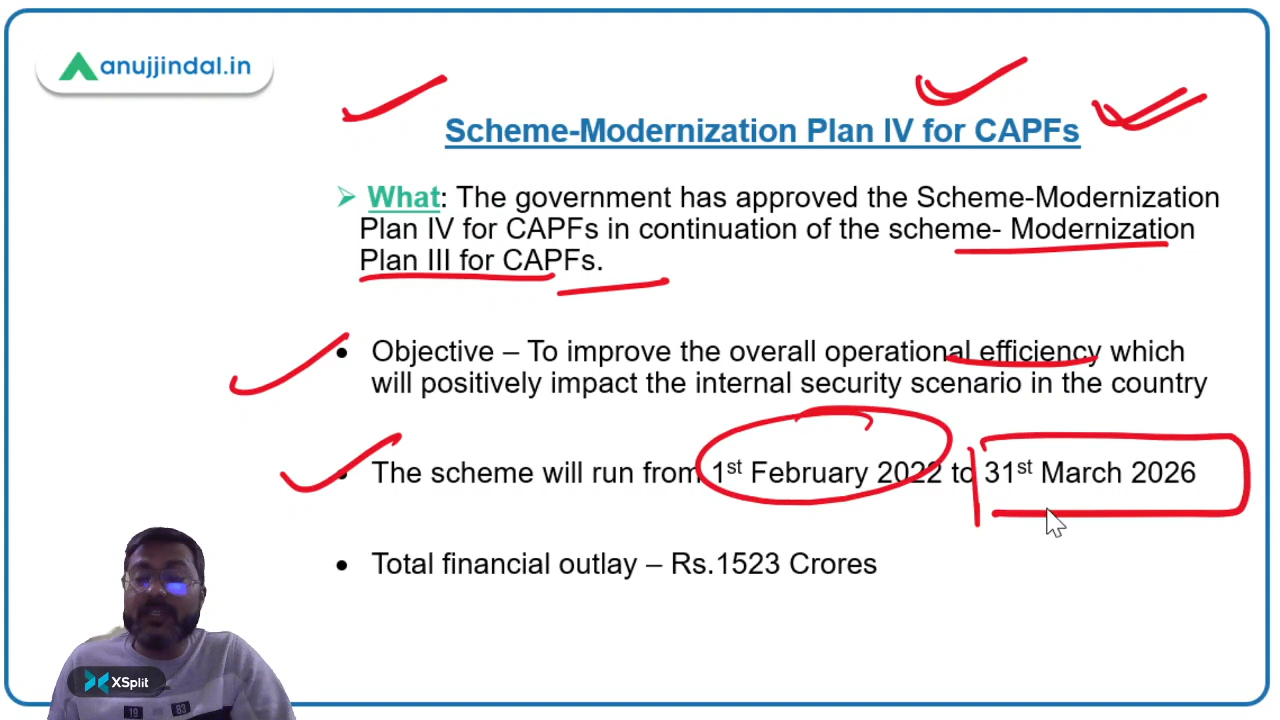 anujjindal.in
Scheme-Modernization Plan IV for CAPFs
What: The government has approved the Scheme-Modernization
Plan IV for CAPFs in continuation of the scheme- Modernization
Plan III for CAPFs.
Objective – To improve the overall operational efficiency which
will positively impact the internal security scenario in the country
The scheme will run from 1st February 2022 to 31st March 2026
Total financial outlay – Rs.1523 Crores
XSplit
19 83